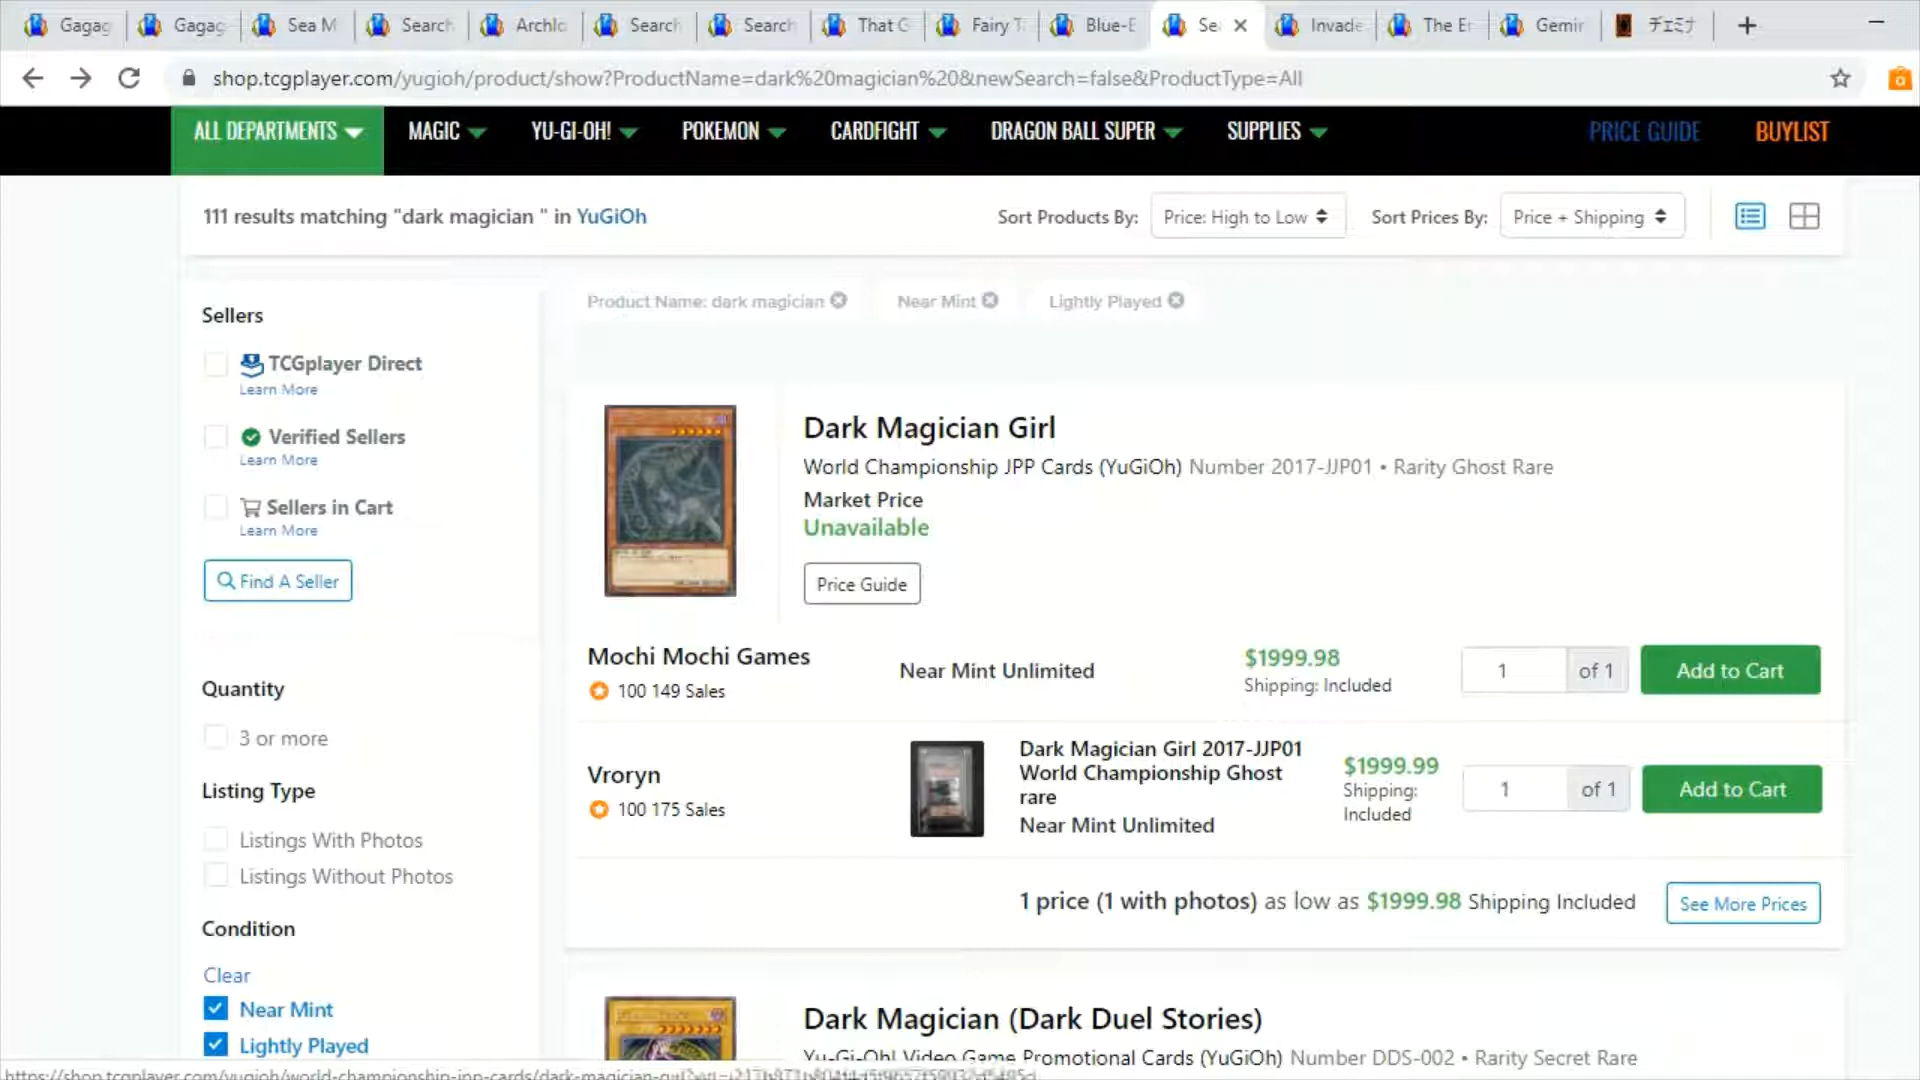 Gagag Gagag Sea M Search Archlo Search Search That G Fairy T Blue-E Se Invade The E Gemin チェミナ
shop.tcgplayer.com/yugioh/product/show?ProductName=dark%20magician%20&newSearch=false&ProductType=All
ALL DEPARTMENTS MAGIC YU-GI-OH! POKEMON CARDFIGHT DRAGON BALL SUPER SUPPLIES PRICE GUIDE BUYLIST
111 results matching "dark magician " in YuGiOh Sort Products By: Price: High to Low Sort Prices By: Price + Shipping
Product Name: dark magician Near Mint Lightly Played
Sellers
TCGplayer Direct
Learn More
Verified Sellers
Learn More
Sellers in Cart
Learn More
Find A Seller
Quantity
3 or more
Listing Type
Listings With Photos
Listings Without Photos
Condition
Clear
Near Mint
Lightly Played
Dark Magician Girl
World Championship JPP Cards (YuGiOh) Number 2017-JJP01 • Rarity Ghost Rare
Market Price
Unavailable
Price Guide
Mochi Mochi Games
100 149 Sales
Near Mint Unlimited
$1999.98
Shipping: Included
1 of 1
Add to Cart
Vroryn
100 175 Sales
Dark Magician Girl 2017-JJP01
World Championship Ghost
rare
Near Mint Unlimited
$1999.99
Shipping:
Included
1 of 1
Add to Cart
1 price (1 with photos) as low as $1999.98 Shipping Included See More Prices
Dark Magician (Dark Duel Stories)
Yu-Gi-Oh! Video Game Promotional Cards (YuGiOh) Number DDS-002 • Rarity Secret Rare